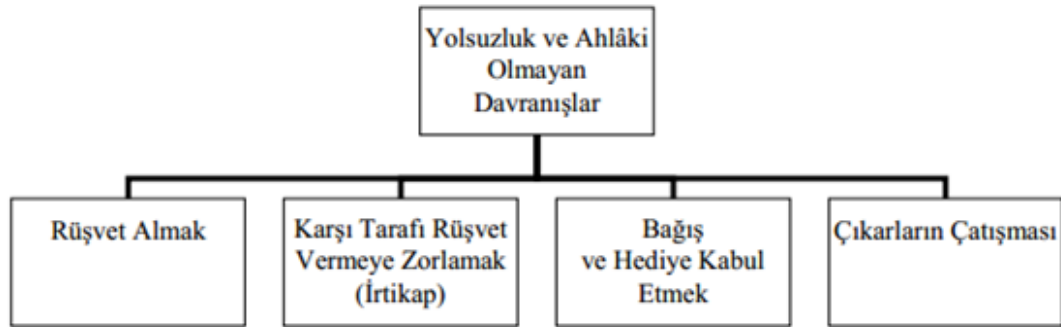 Yolsuzluk ve Ahlâki
Olmayan
Davranışlar
Rüşvet Almak
Karşı Tarafı Rüşvet
Vermeye Zorlamak
(İrtikap)
Bağış
ve Hediye Kabul
Etmek
Çıkarların Çatışması